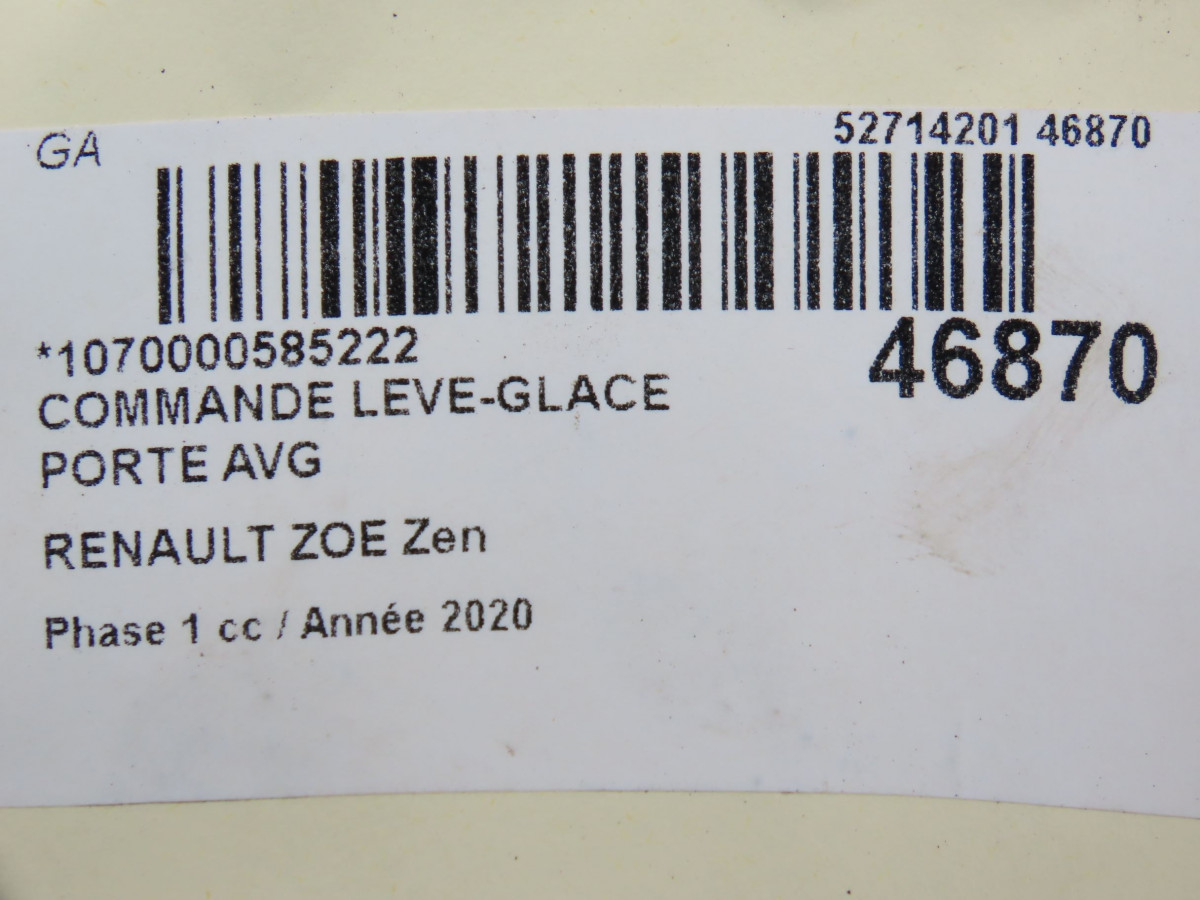 GA
52714201 46870
*1070000585222
46870
COMMANDE LEVE-GLACE
PORTE AVG
RENAULT ZOE Zen
Phase 1 cc / Année 2020